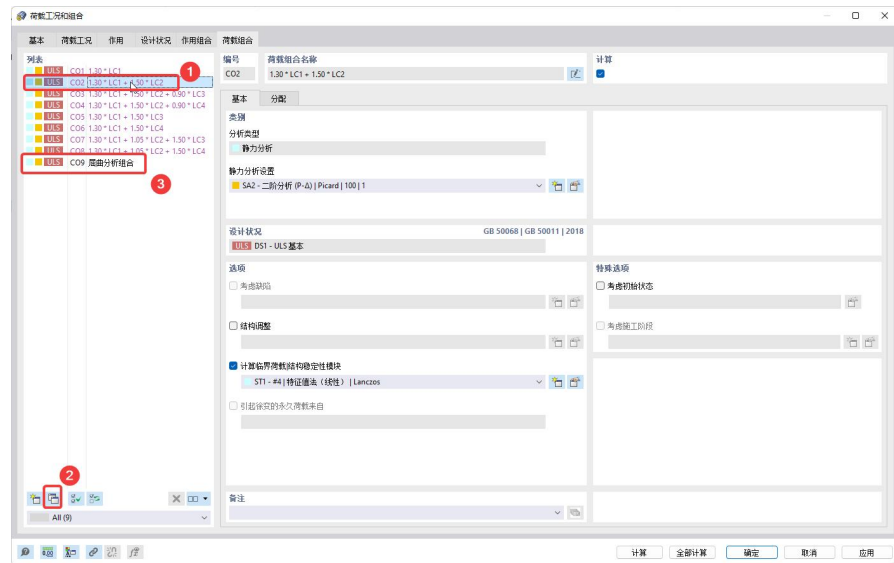 荷载工况和组合
基本 荷载工况 作用 设计状况 作用组合 荷载组合
列表
ULS CO1 1.30 * LC1
ULS CO2 1.30 * LC1 + 1.50 * LC2
ULS CO3 1.30 * LC1 + 1.50 * LC2 + 0.90 * LC3
ULS CO4 1.30 * LC1 + 1.50 * LC2 + 0.90 * LC4
ULS CO5 1.30 * LC1 + 1.50 * LC3
ULS CO6 1.30 * LC1 + 1.50 * LC4
ULS CO7 1.30 * LC1 + 1.05 * LC2 + 1.50 * LC3
ULS CO8 1.30 * LC1 + 1.05 * LC2 + 1.50 * LC4
ULS CO9 屈曲分析组合
1
3
2
All (9)
编号 荷载组合名称 计算
CO2 1.30 * LC1 + 1.50 * LC2
基本 分配
类别
分析类型
静力分析
静力分析设置
SA2 - 二阶分析 (P-Δ) | Picard | 100 | 1
设计状况 GB 50068 | GB 50011 | 2018
ULS DS1 - ULS 基本
选项 特殊选项
考虑缺陷 考虑初始状态
结构调整 考虑施工阶段
计算临界荷载|结构稳定性模块
ST1 - #4 | 特征值法（线性） | Lanczos
引起徐变的永久荷载来自
备注
0.00
计算 全部计算 确定 取消 应用